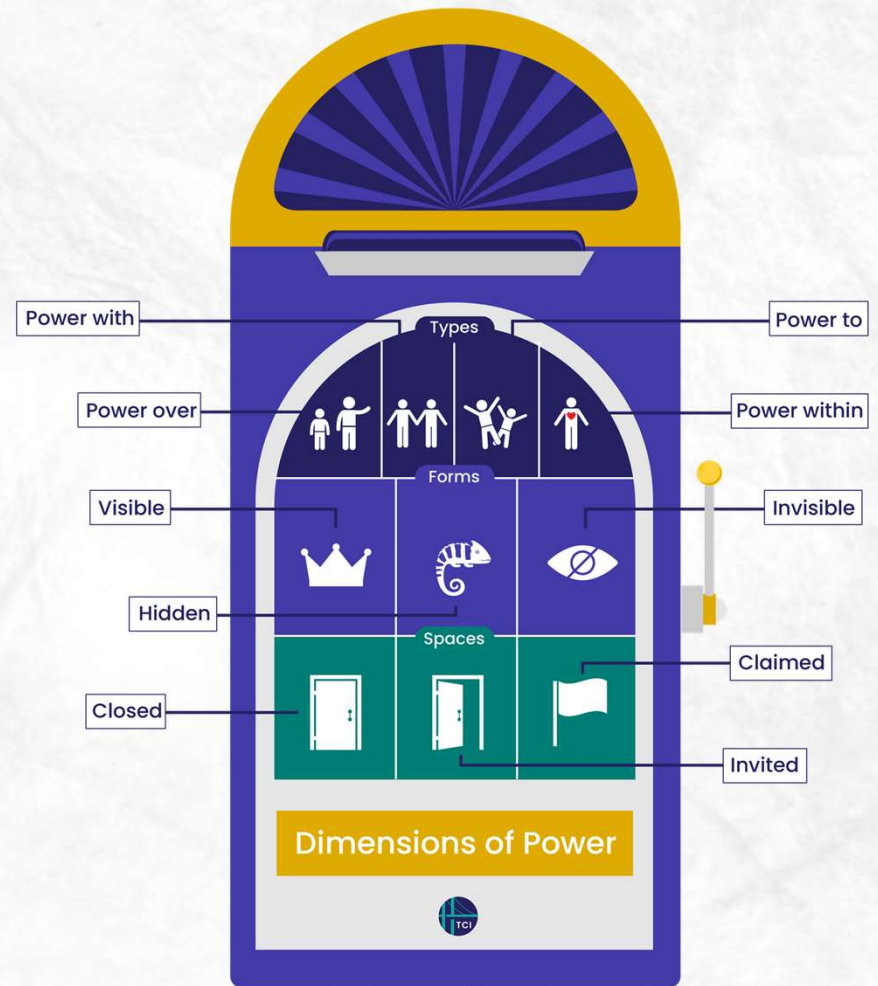 Types
Power with
Power to
Power over
Power within
Forms
Visible
Invisible
Hidden
Spaces
Claimed
Closed
Invited
Dimensions of Power
TCI